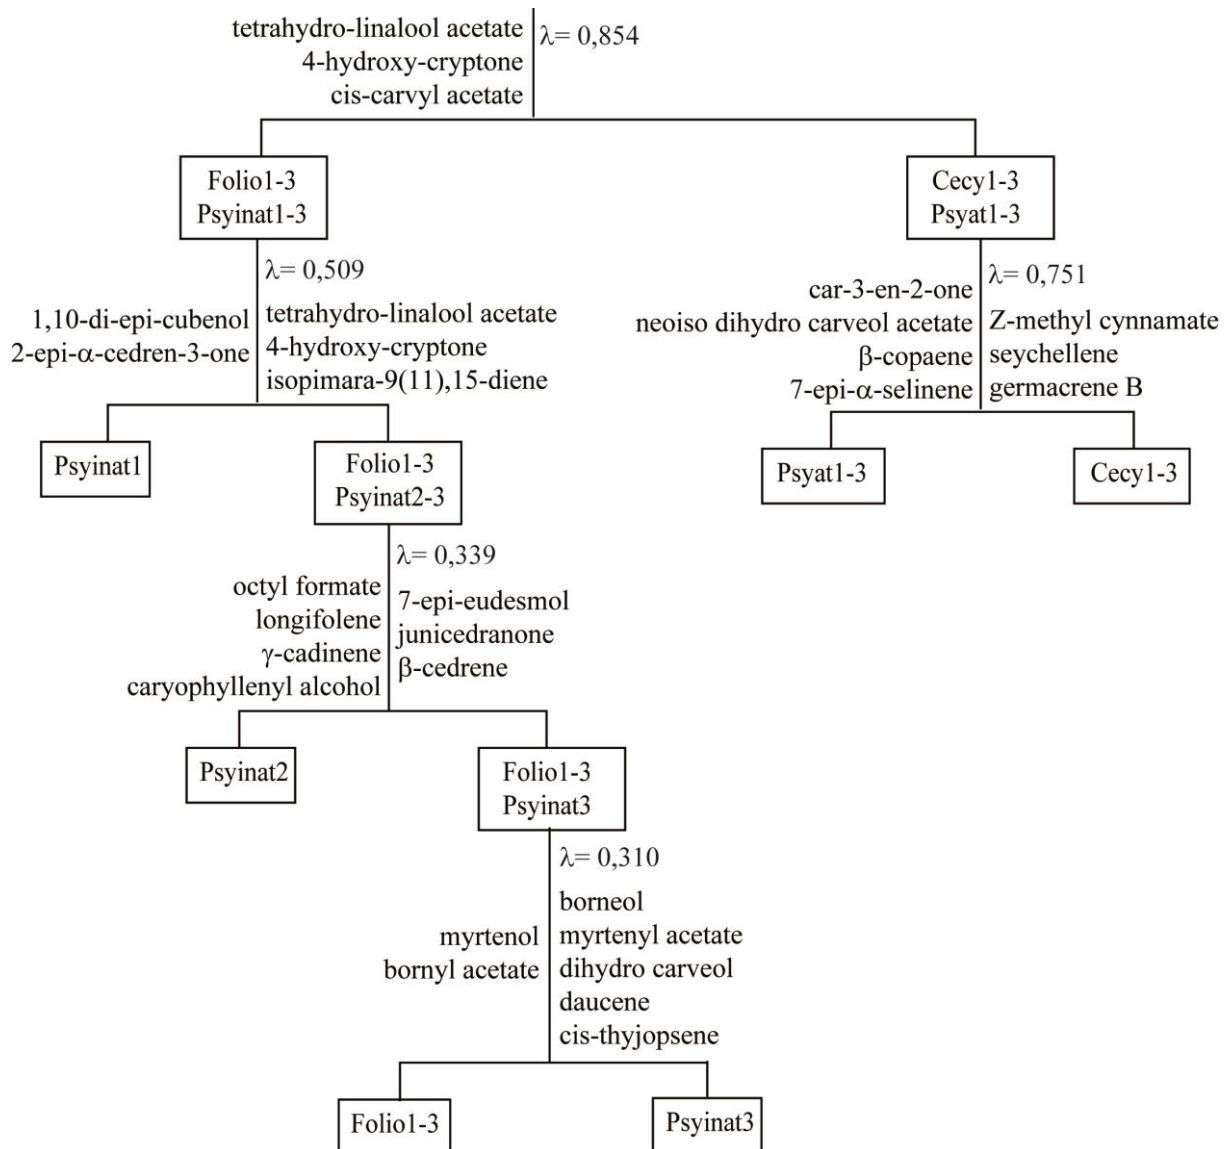 tetrahydro-linalool acetate
4-hydroxy-cryptone
cis-carvyl acetate
λ= 0,854
Folio1-3
Psyinat1-3
Cecy1-3
Psyat1-3
λ= 0,509
1,10-di-epi-cubenol
2-epi-α-cedren-3-one
tetrahydro-linalool acetate
4-hydroxy-cryptone
isopimara-9(11),15-diene
car-3-en-2-one
neoiso dihydro carveol acetate
β-copaene
7-epi-α-selinene
λ= 0,751
Z-methyl cynnamate
seychellene
germacrene B
Psyinat1
Folio1-3
Psyinat2-3
Psyat1-3
Cecy1-3
λ= 0,339
octyl formate
longifolene
γ-cadinene
caryophyllenyl alcohol
7-epi-eudesmol
junicedranone
β-cedrene
Psyinat2
Folio1-3
Psyinat3
λ= 0,310
myrtenol
bornyl acetate
borneol
myrtenyl acetate
dihydro carveol
daucene
cis-thyjopsene
Folio1-3
Psyinat3